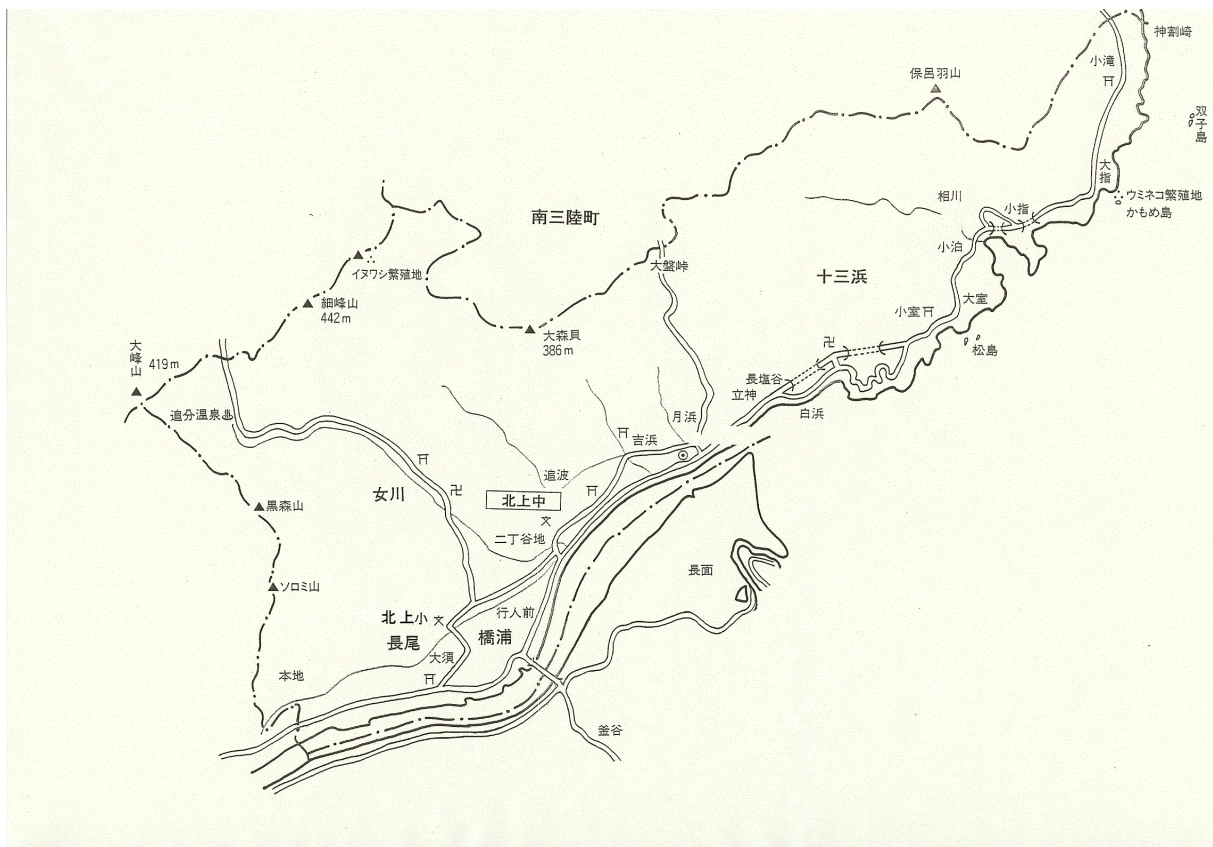 神割崎
小滝
保呂羽山
双子島
大指
ウミネコ繁殖地
かもめ島
相川
小指
南三陸町
小泊
大盤峠
イヌワシ繁殖地
十三浜
細峰山
442m
大室
小室
大森貝
386m
松島
大峰山
419m
卍
長塩谷
立神
白浜
追分温泉
月浜
吉浜
追波
女川
卍
北上中
文
黒森山
二丁谷地
長面
ソロミ山
北上小
文
行人前
長尾
橋浦
大須
本地
釜谷